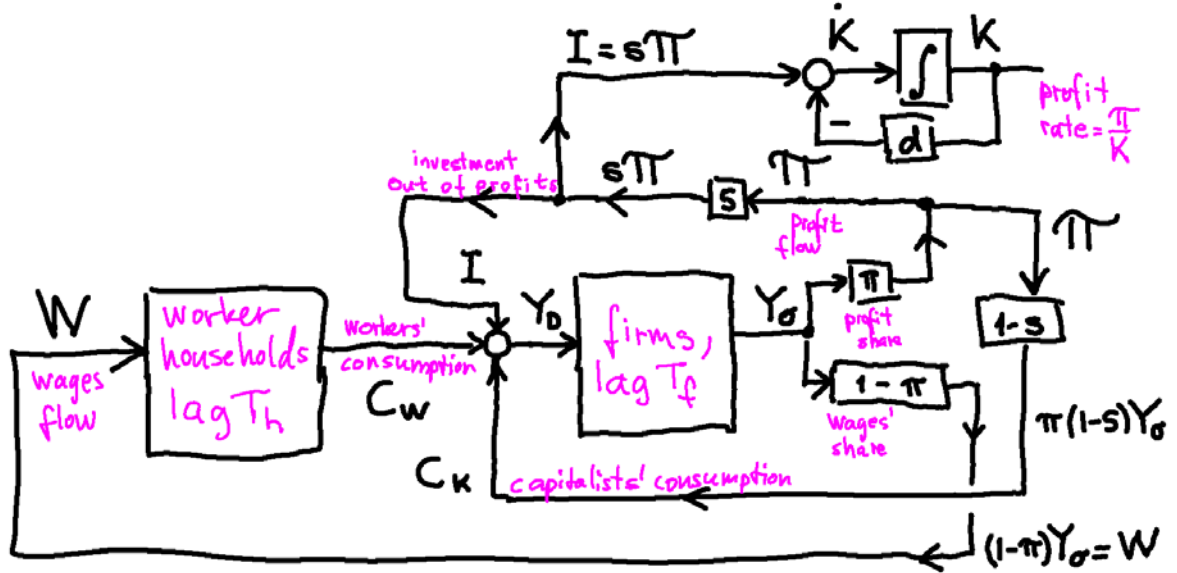 I = sΠ
K̇
∫
K
profit
rate = Π/K
−
d
investment
out of profits
sΠ
s
Π
profit
flow
Π
I
W
worker
households
lag T_h
wages
flow
workers'
consumption
C_W
Y_D
firms,
lag T_f
Y_σ
π
profit
share
1-s
1-π
wages'
share
π(1-s)Y_σ
C_K
capitalists' consumption
(1-π)Y_σ = W